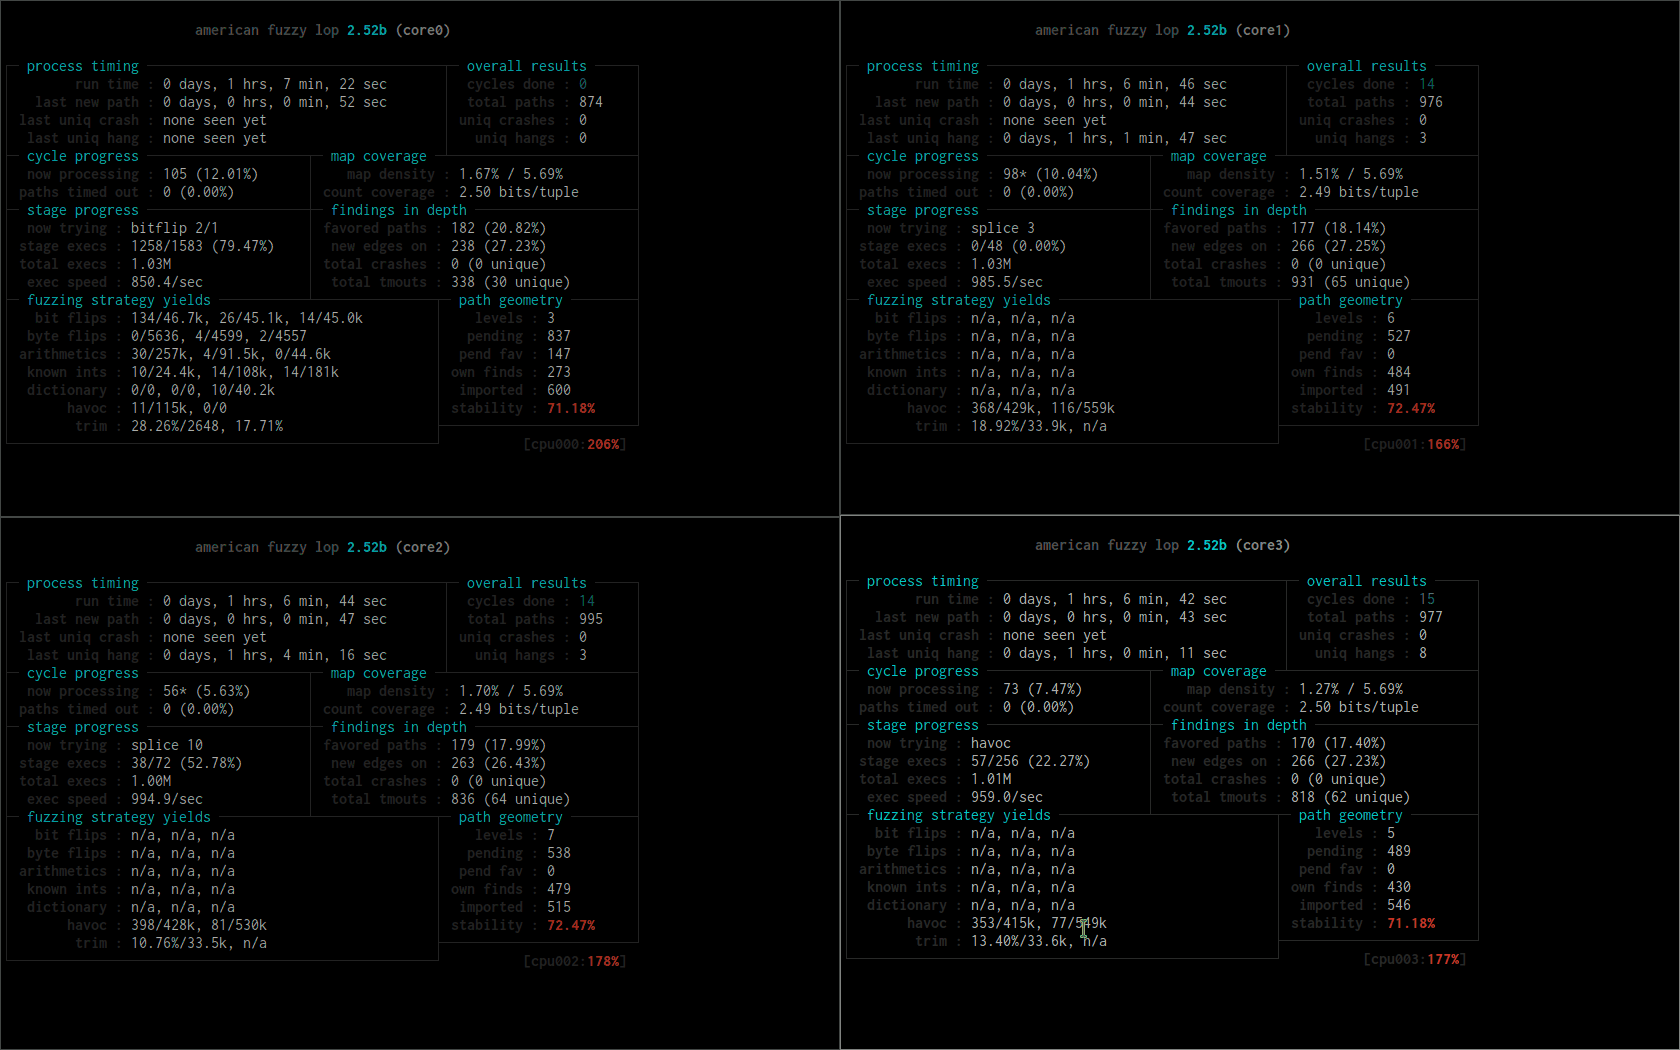 american fuzzy lop 2.52b (core0)
process timing
overall results
run time : 0 days, 1 hrs, 7 min, 22 sec
cycles done : 0
last new path : 0 days, 0 hrs, 0 min, 52 sec
total paths : 874
last uniq crash : none seen yet
uniq crashes : 0
last uniq hang : none seen yet
uniq hangs : 0
cycle progress
map coverage
now processing : 105 (12.01%)
map density : 1.67% / 5.69%
paths timed out : 0 (0.00%)
count coverage : 2.50 bits/tuple
stage progress
findings in depth
now trying : bitflip 2/1
favored paths : 182 (20.82%)
stage execs : 1258/1583 (79.47%)
new edges on : 238 (27.23%)
total execs : 1.03M
total crashes : 0 (0 unique)
exec speed : 850.4/sec
total tmouts : 338 (30 unique)
fuzzing strategy yields
path geometry
bit flips : 134/46.7k, 26/45.1k, 14/45.0k
levels : 3
byte flips : 0/5636, 4/4599, 2/4557
pending : 837
arithmetics : 30/257k, 4/91.5k, 0/44.6k
pend fav : 147
known ints : 10/24.4k, 14/108k, 14/181k
own finds : 273
dictionary : 0/0, 0/0, 10/40.2k
imported : 600
havoc : 11/115k, 0/0
stability : 71.18%
trim : 28.26%/2648, 17.71%
[cpu000:206%]
american fuzzy lop 2.52b (core1)
process timing
overall results
run time : 0 days, 1 hrs, 6 min, 46 sec
cycles done : 14
last new path : 0 days, 0 hrs, 0 min, 44 sec
total paths : 976
last uniq crash : none seen yet
uniq crashes : 0
last uniq hang : 0 days, 1 hrs, 1 min, 47 sec
uniq hangs : 3
cycle progress
map coverage
now processing : 98* (10.04%)
map density : 1.51% / 5.69%
paths timed out : 0 (0.00%)
count coverage : 2.49 bits/tuple
stage progress
findings in depth
now trying : splice 3
favored paths : 177 (18.14%)
stage execs : 0/48 (0.00%)
new edges on : 266 (27.25%)
total execs : 1.03M
total crashes : 0 (0 unique)
exec speed : 985.5/sec
total tmouts : 931 (65 unique)
fuzzing strategy yields
path geometry
bit flips : n/a, n/a, n/a
levels : 6
byte flips : n/a, n/a, n/a
pending : 527
arithmetics : n/a, n/a, n/a
pend fav : 0
known ints : n/a, n/a, n/a
own finds : 484
dictionary : n/a, n/a, n/a
imported : 491
havoc : 368/429k, 116/559k
stability : 72.47%
trim : 18.92%/33.9k, n/a
[cpu001:166%]
american fuzzy lop 2.52b (core2)
process timing
overall results
run time : 0 days, 1 hrs, 6 min, 44 sec
cycles done : 14
last new path : 0 days, 0 hrs, 0 min, 47 sec
total paths : 995
last uniq crash : none seen yet
uniq crashes : 0
last uniq hang : 0 days, 1 hrs, 4 min, 16 sec
uniq hangs : 3
cycle progress
map coverage
now processing : 56* (5.63%)
map density : 1.70% / 5.69%
paths timed out : 0 (0.00%)
count coverage : 2.49 bits/tuple
stage progress
findings in depth
now trying : splice 10
favored paths : 179 (17.99%)
stage execs : 38/72 (52.78%)
new edges on : 263 (26.43%)
total execs : 1.00M
total crashes : 0 (0 unique)
exec speed : 994.9/sec
total tmouts : 836 (64 unique)
fuzzing strategy yields
path geometry
bit flips : n/a, n/a, n/a
levels : 7
byte flips : n/a, n/a, n/a
pending : 538
arithmetics : n/a, n/a, n/a
pend fav : 0
known ints : n/a, n/a, n/a
own finds : 479
dictionary : n/a, n/a, n/a
imported : 515
havoc : 398/428k, 81/530k
stability : 72.47%
trim : 10.76%/33.5k, n/a
[cpu002:178%]
american fuzzy lop 2.52b (core3)
process timing
overall results
run time : 0 days, 1 hrs, 6 min, 42 sec
cycles done : 15
last new path : 0 days, 0 hrs, 0 min, 43 sec
total paths : 977
last uniq crash : none seen yet
uniq crashes : 0
last uniq hang : 0 days, 1 hrs, 0 min, 11 sec
uniq hangs : 8
cycle progress
map coverage
now processing : 73 (7.47%)
map density : 1.27% / 5.69%
paths timed out : 0 (0.00%)
count coverage : 2.50 bits/tuple
stage progress
findings in depth
now trying : havoc
favored paths : 170 (17.40%)
stage execs : 57/256 (22.27%)
new edges on : 266 (27.23%)
total execs : 1.01M
total crashes : 0 (0 unique)
exec speed : 959.0/sec
total tmouts : 818 (62 unique)
fuzzing strategy yields
path geometry
bit flips : n/a, n/a, n/a
levels : 5
byte flips : n/a, n/a, n/a
pending : 489
arithmetics : n/a, n/a, n/a
pend fav : 0
known ints : n/a, n/a, n/a
own finds : 430
dictionary : n/a, n/a, n/a
imported : 546
havoc : 353/415k, 77/549k
stability : 71.18%
trim : 13.40%/33.6k, n/a
[cpu003:177%]